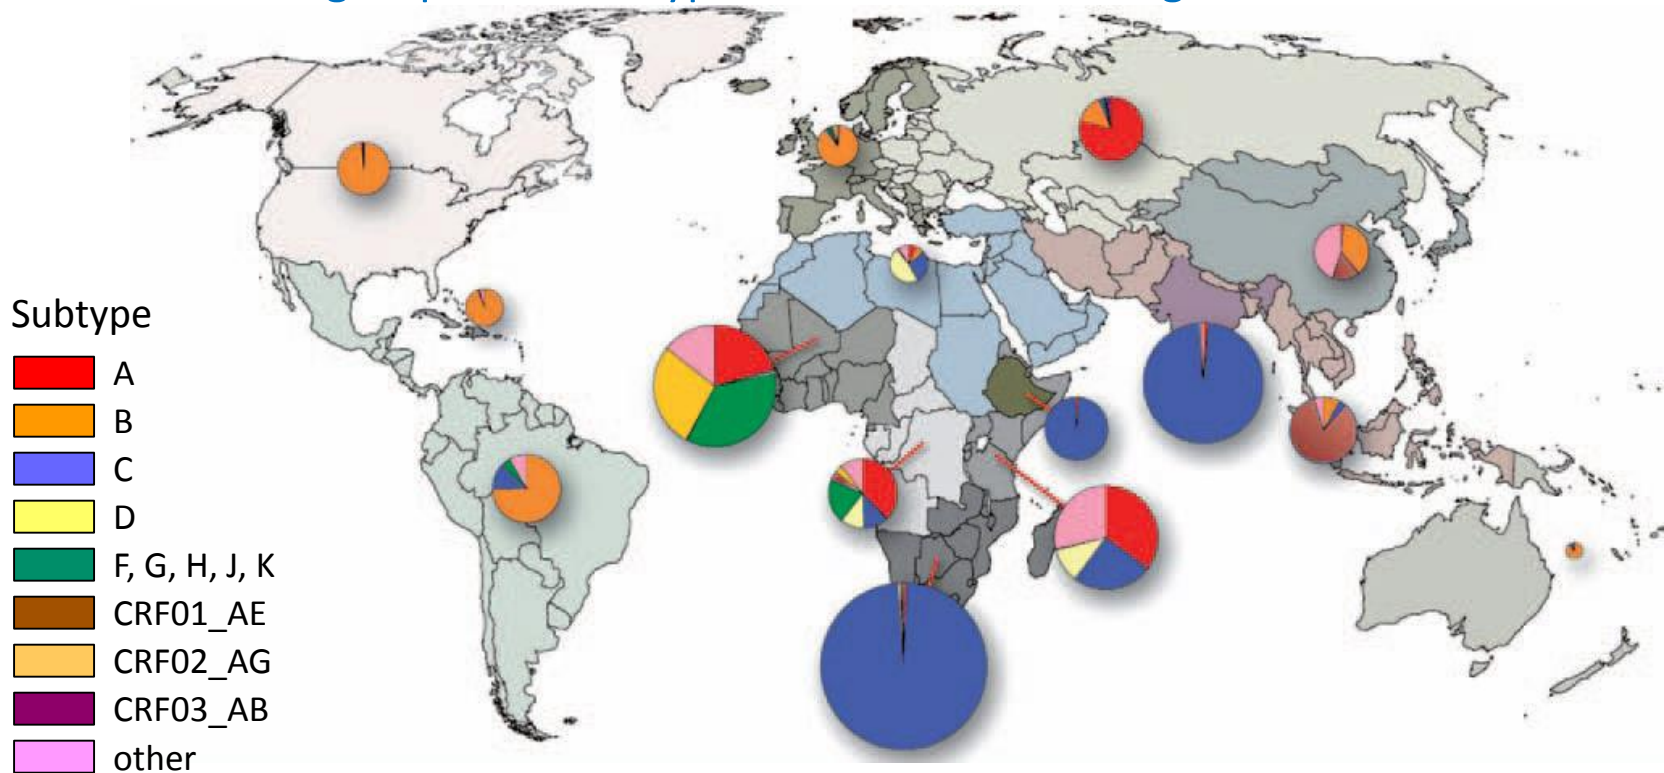 Subtype
A
B
C
D
F, G, H, J, K
CRF01_AE
CRF02_AG
CRF03_AB
other